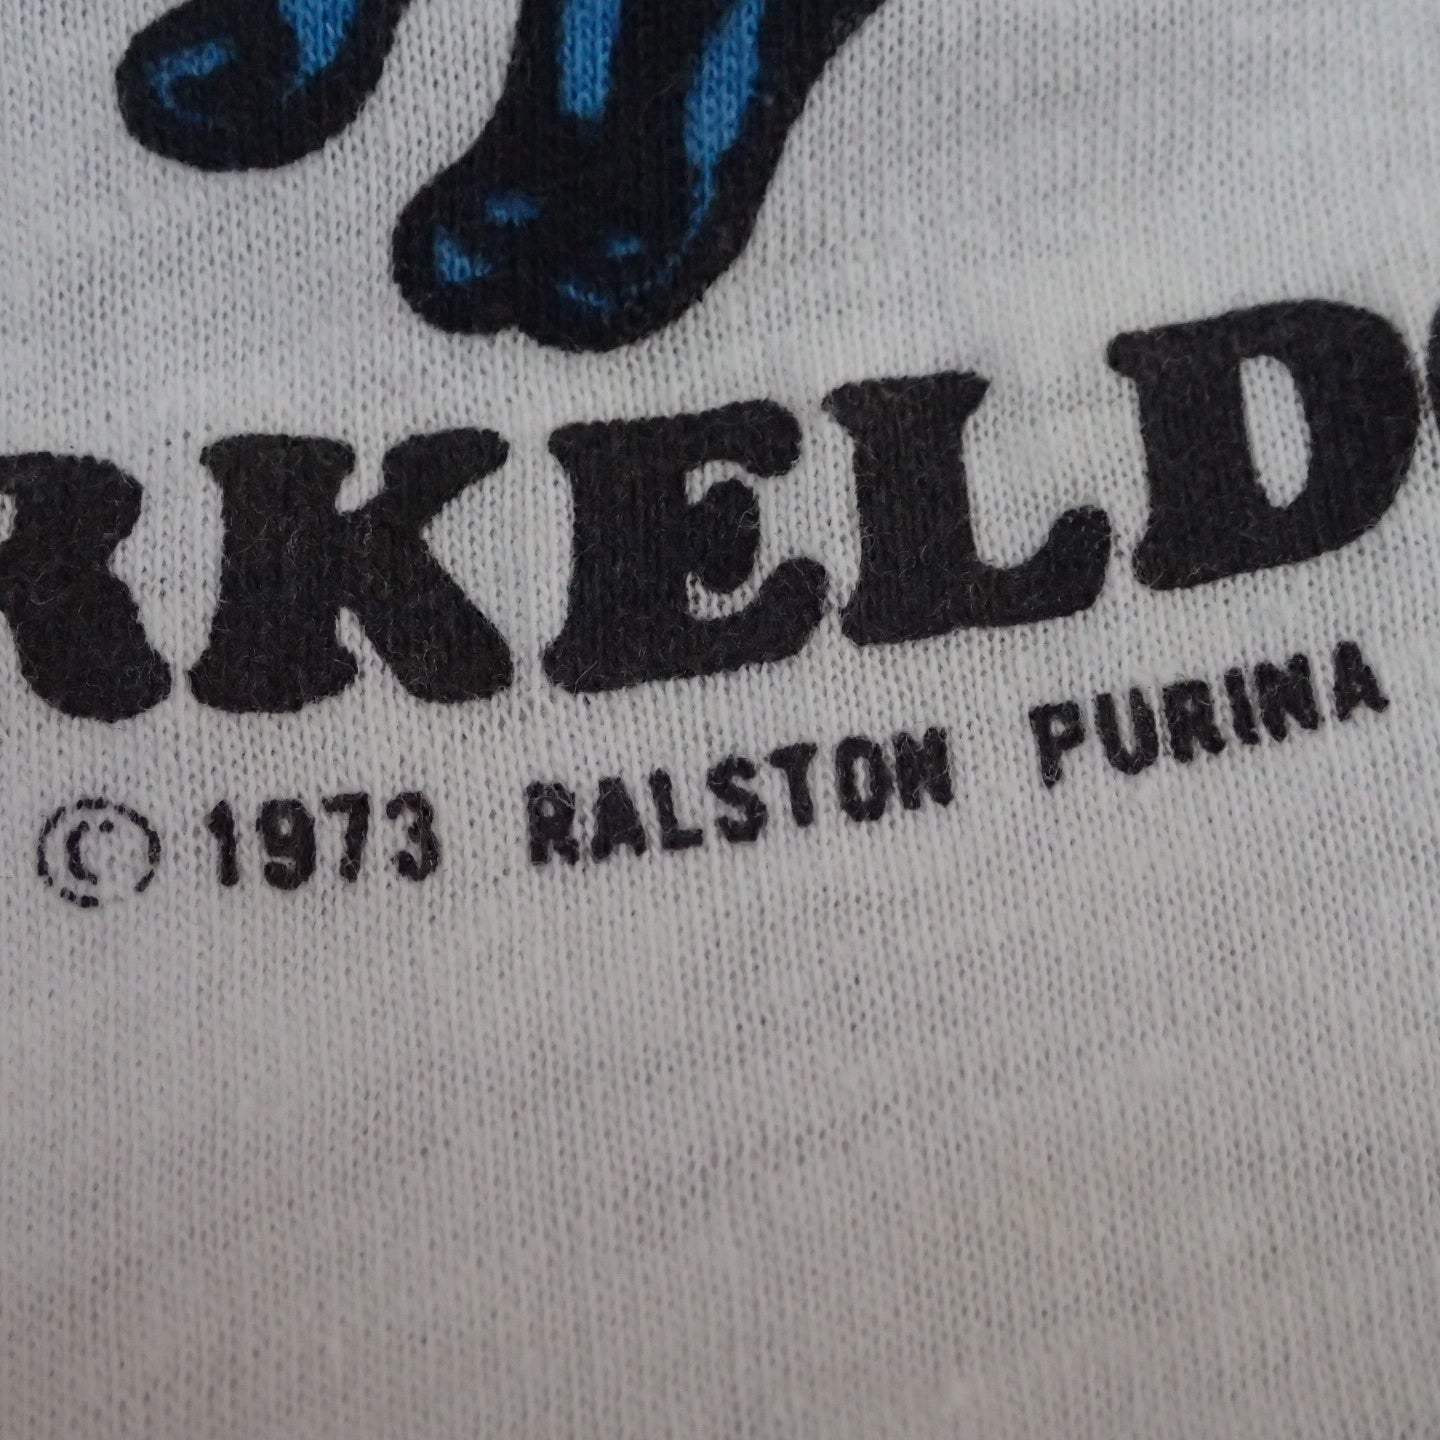 RKELD
© 1973 RALSTON PURINA